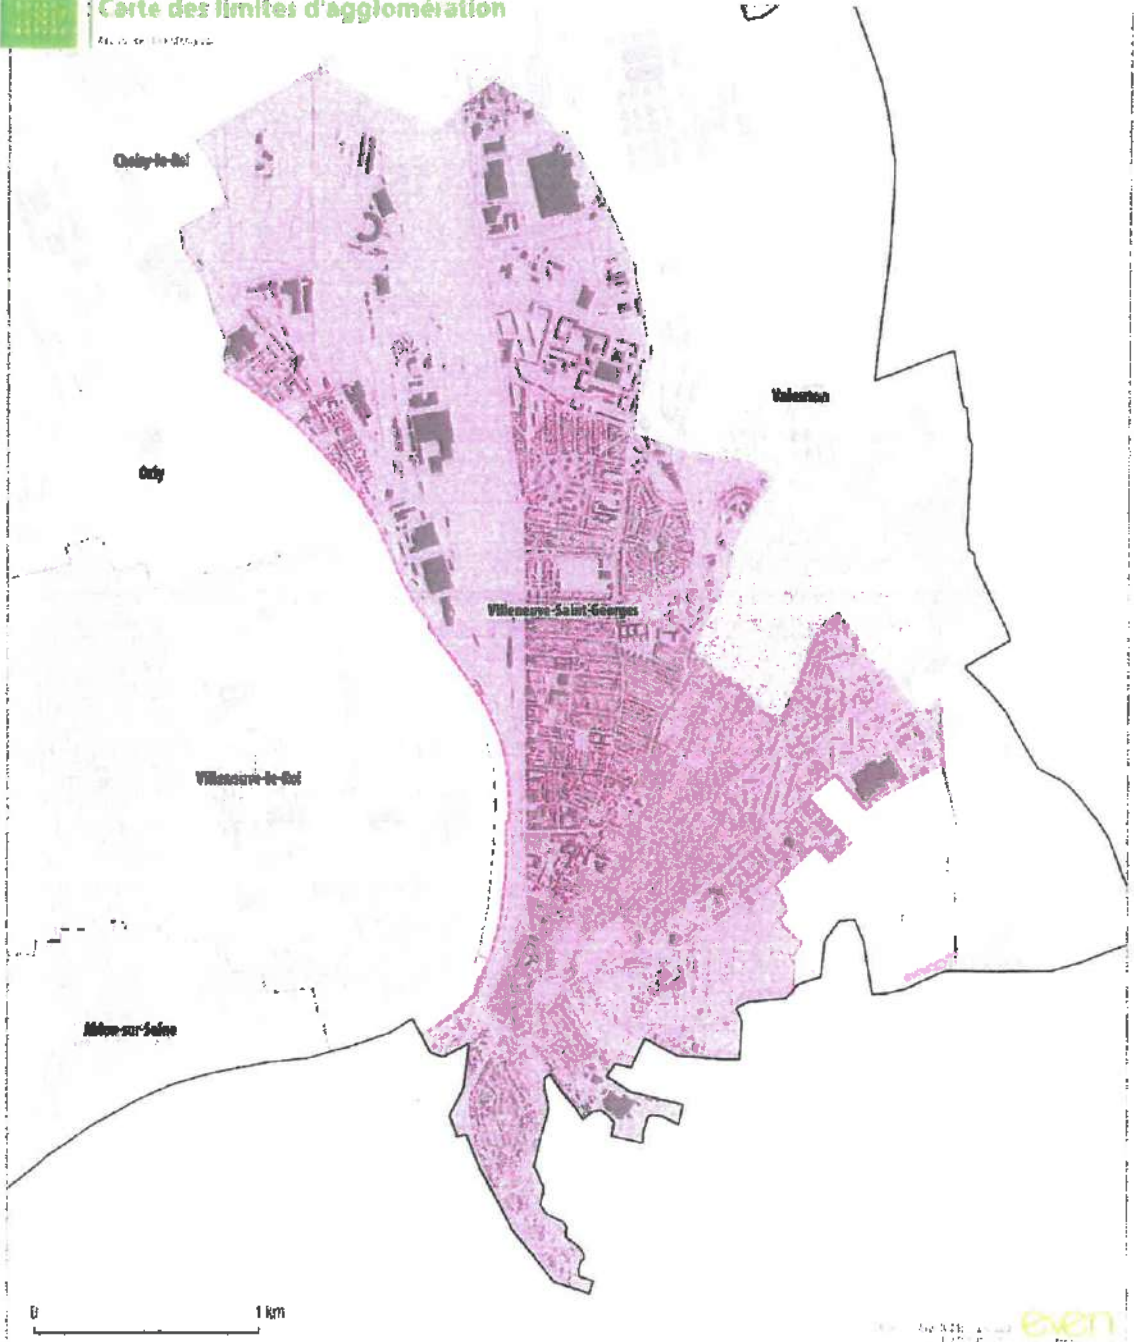 Carte des limites d'agglomération
Choisy-le-Roi
Valenton
Orly
Villeneuve-Saint-Georges
Villeneuve-le-Roi
Ablon-sur-Seine
0
1 km
even